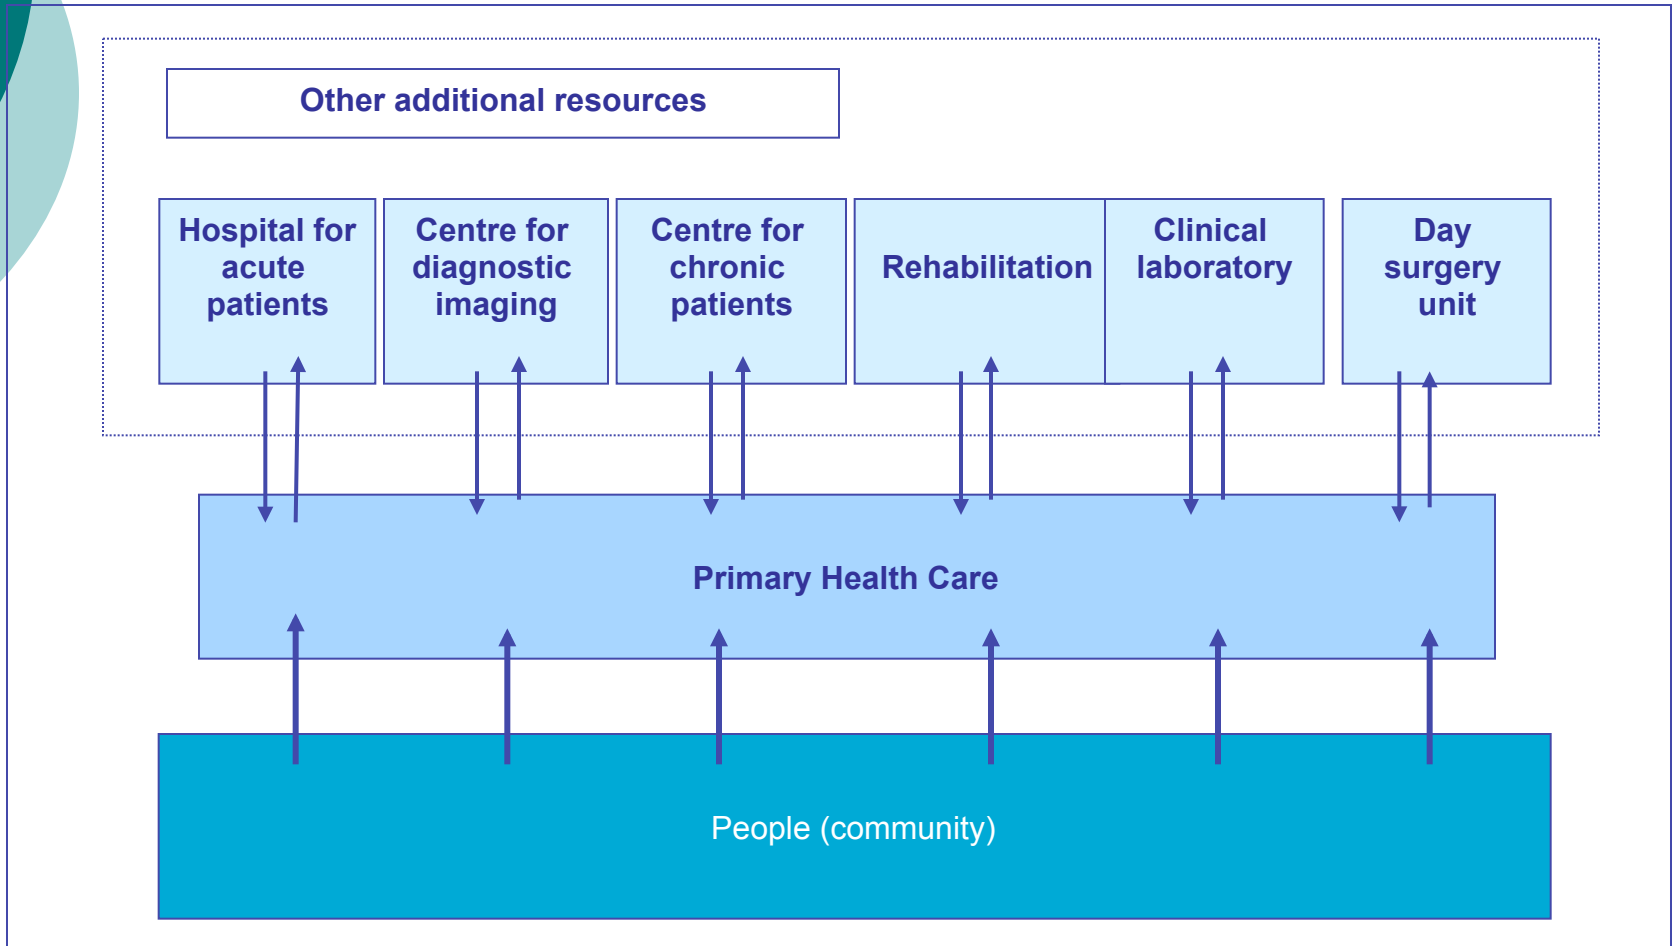 Other additional resources
Hospital for
acute
patients
Centre for
diagnostic
imaging
Centre for
chronic
patients
Rehabilitation
Clinical
laboratory
Day
surgery
unit
Primary Health Care
People (community)